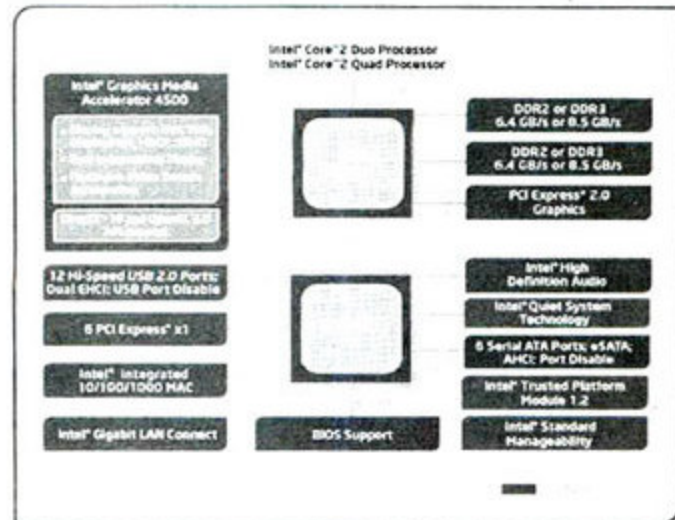 Intel® Core™2 Duo Processor
Intel® Core™2 Quad Processor
Intel® Graphics Media
Accelerator 4500
DDR2 or DDR3
6.4 GB/s or 8.5 GB/s
DDR2 or DDR3
6.4 GB/s or 8.5 GB/s
PCI Express® 2.0
Graphics
12 Hi-Speed USB 2.0 Ports;
Dual EHCI; USB Port Disable
6 PCI Express® x1
Intel® Integrated
10/100/1000 MAC
Intel® Gigabit LAN Connect
BIOS Support
Intel® High
Definition Audio
Intel® Quiet System
Technology
6 Serial ATA Ports; eSATA;
AHCI; Port Disable
Intel® Trusted Platform
Module 1.2
Intel® Standard
Manageability